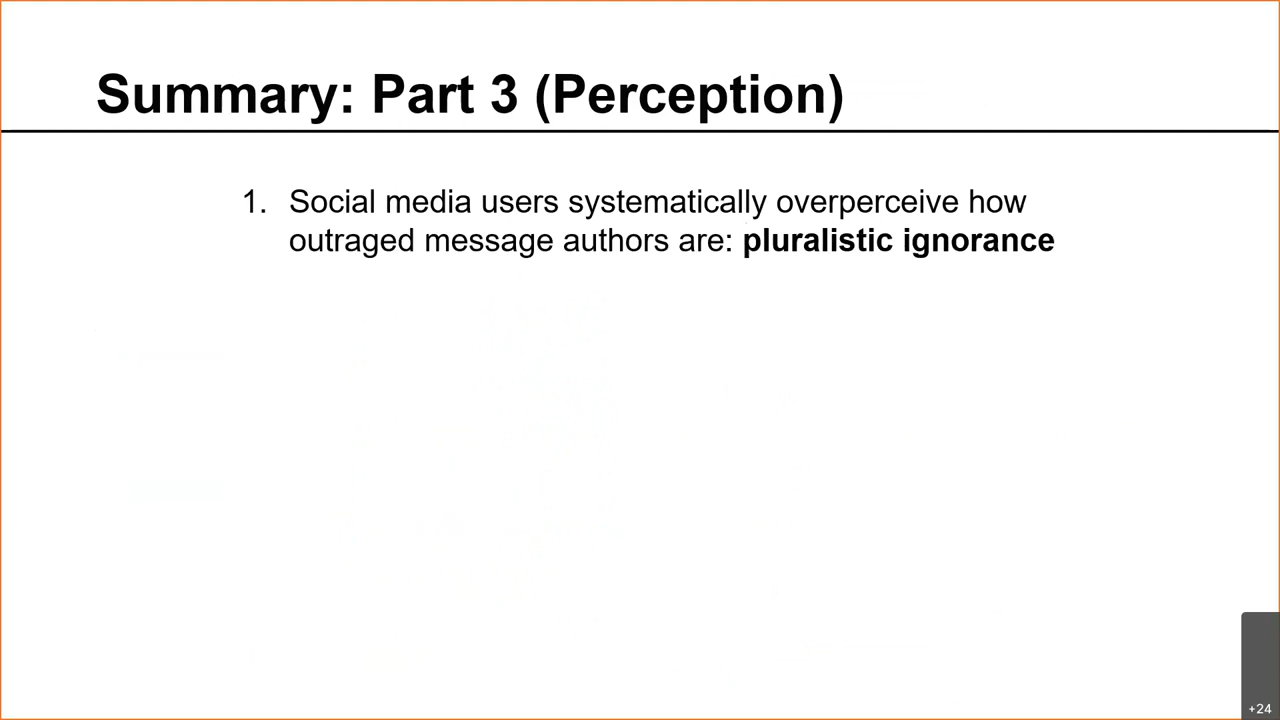 Summary: Part 3 (Perception)
1. Social media users systematically overperceive how
outraged message authors are: pluralistic ignorance
+24